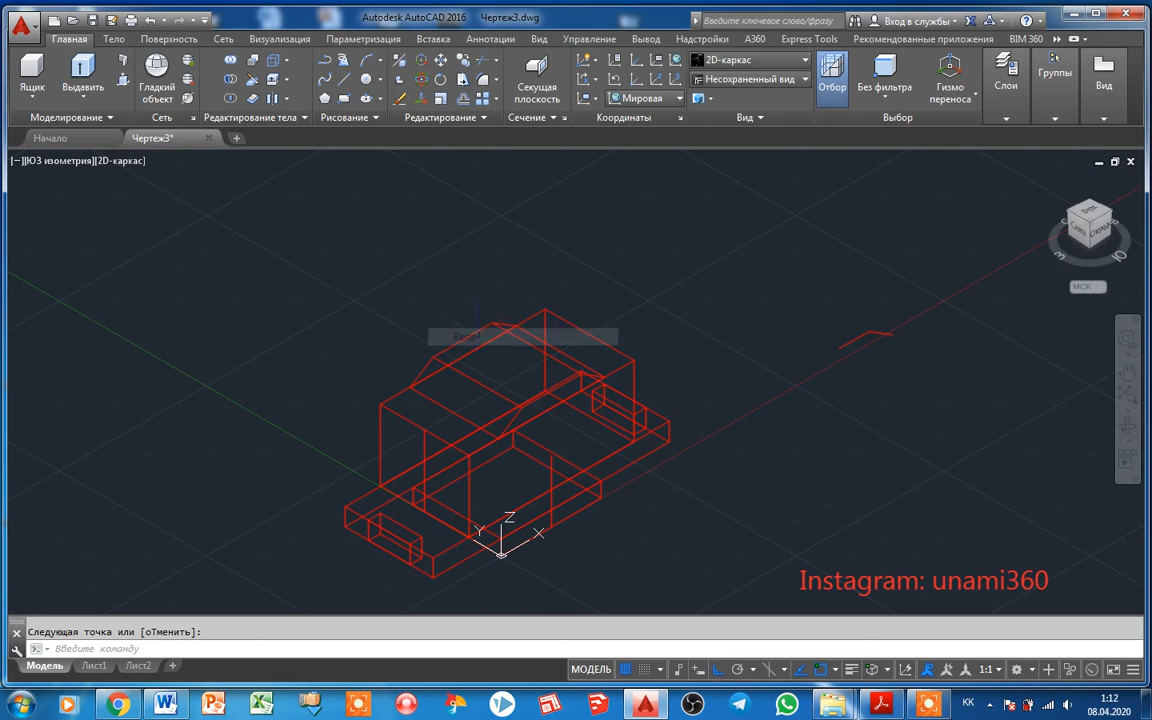 Autodesk AutoCAD 2016 Чертеж3.dwg
Введите ключевое слово/фразу
Вход в службы
Главная Тело Поверхность Сеть Визуализация Параметризация Вставка Аннотации Вид Управление Вывод Надстройки A360 Express Tools Рекомендованные приложения BIM 360
2D-каркас
Несохраненный вид
Мировая
Ящик Выдавить Гладкий объект Секущая плоскость Отбор Без фильтра Гизмо переноса Слои Группы Вид
Моделирование Сеть Редактирование тела Рисование Редактирование Сечение Координаты Вид Выбор
Начало Чертеж3*
[−][ЮЗ изометрия][2D-каркас]
З Ю
МСК
Ввод
Z
Y X
Instagram: unami360
Следующая точка или [оТменить]:
Введите команду
Модель Лист1 Лист2
МОДЕЛЬ 1:1
KK 1:12
08.04.2020